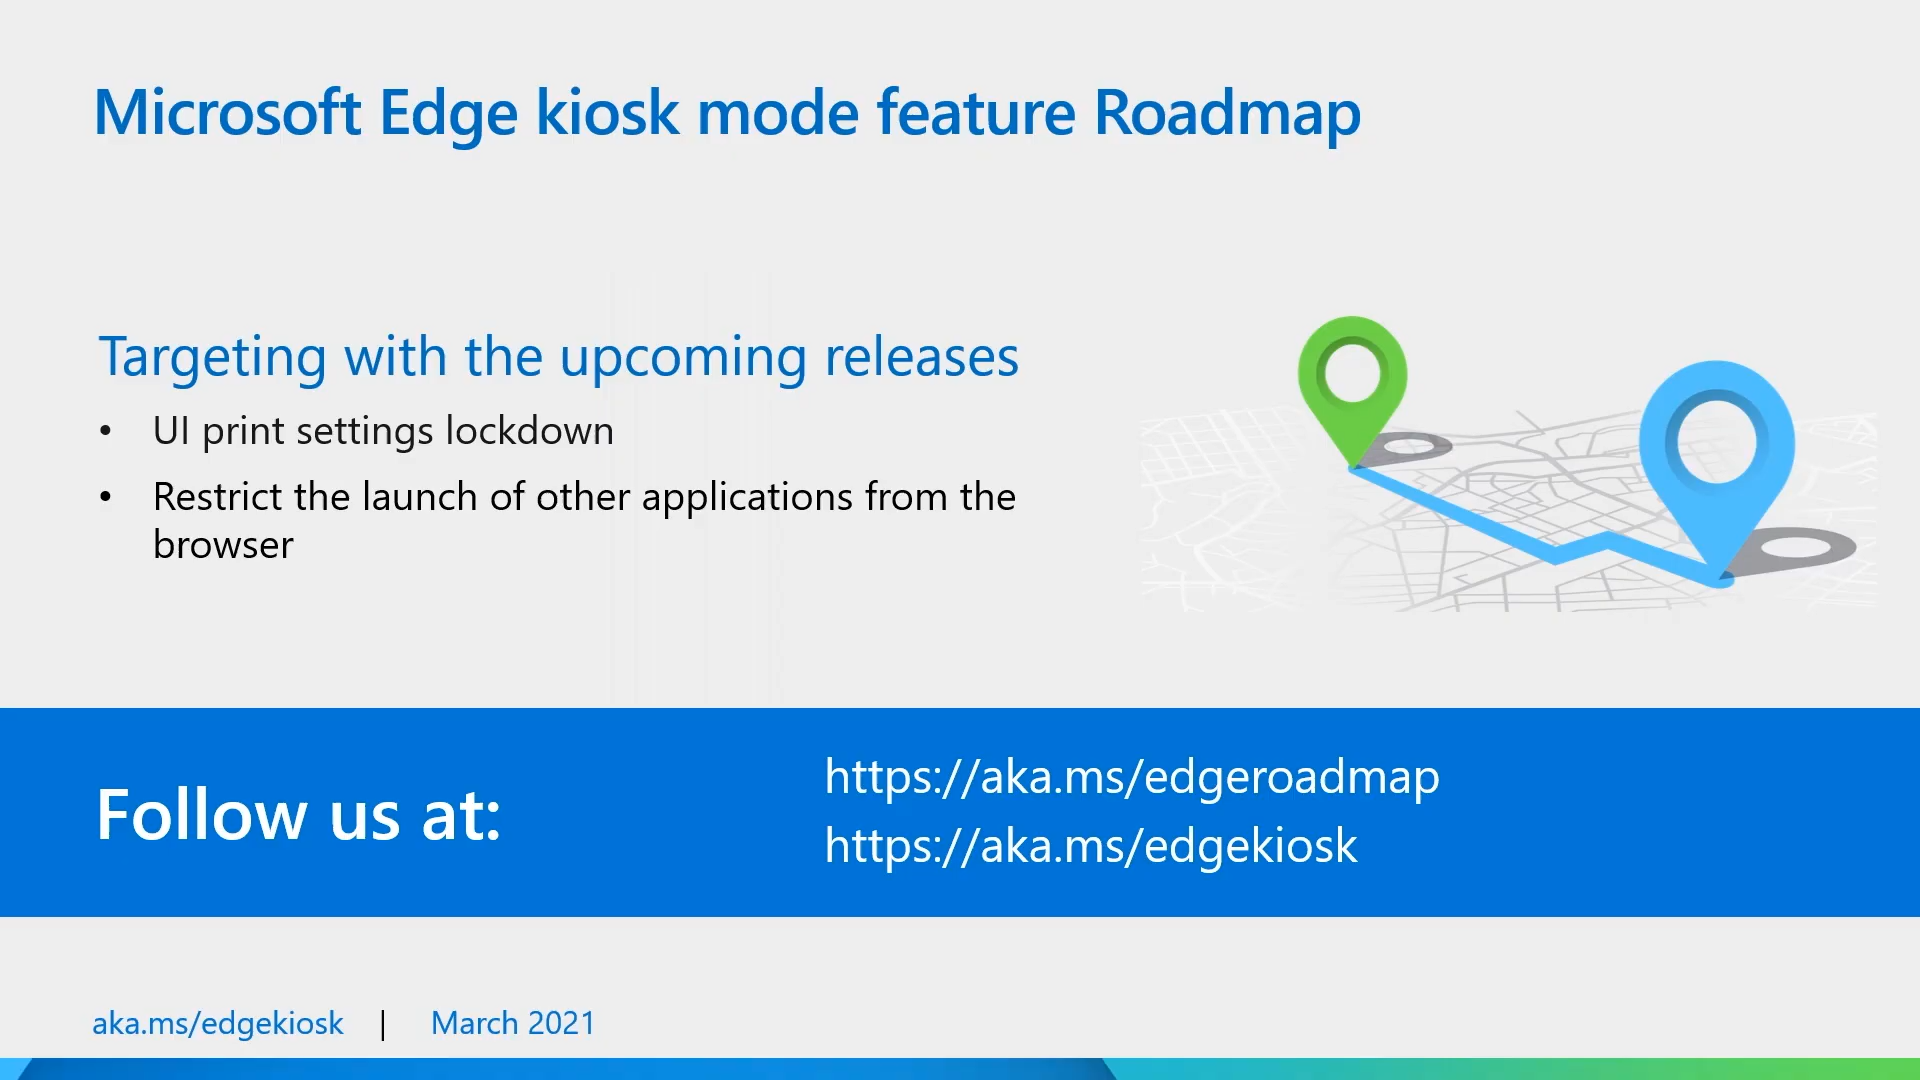 Microsoft Edge kiosk mode feature Roadmap
Targeting with the upcoming releases
• UI print settings lockdown
• Restrict the launch of other applications from the
browser
Follow us at:
https://aka.ms/edgeroadmap
https://aka.ms/edgekiosk
aka.ms/edgekiosk | March 2021